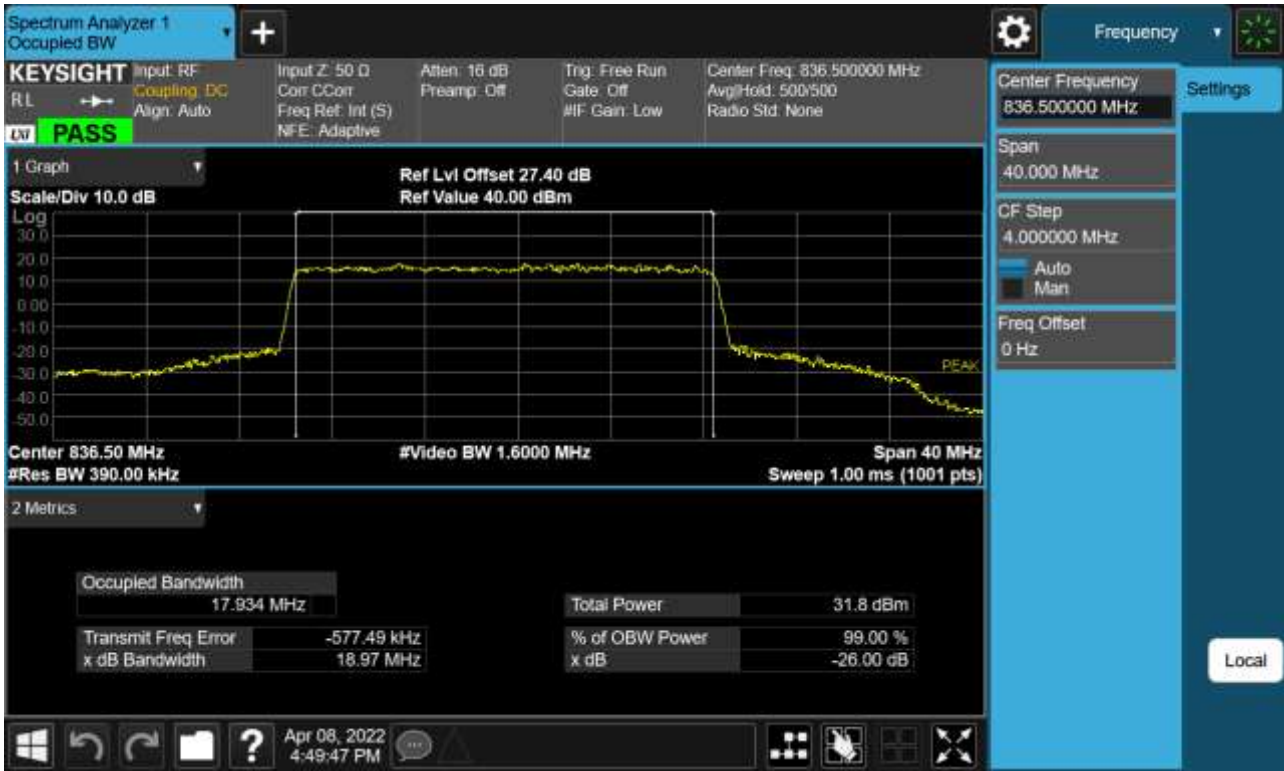 Spectrum Analyzer 1
Occupied BW
+
Frequency
KEYSIGHT
RL
PASS
Input: RF
Coupling: DC
Align: Auto
Input Z: 50 Ω
Corr CCorr
Freq Ref: Int (S)
NFE: Adaptive
Atten: 16 dB
Preamp: Off
Trig: Free Run
Gate: Off
#IF Gain: Low
Center Freq: 836.500000 MHz
Avg|Hold: 500/500
Radio Std: None
1 Graph
Scale/Div 10.0 dB
Ref Lvl Offset 27.40 dB
Ref Value 40.00 dBm
Log
30.0
20.0
10.0
0.00
-10.0
-20.0
-30.0
-40.0
-50.0
PEAK
Center 836.50 MHz
#Video BW 1.6000 MHz
Span 40 MHz
#Res BW 390.00 kHz
Sweep 1.00 ms (1001 pts)
2 Metrics
Occupied Bandwidth
17.934 MHz
Total Power 31.8 dBm
Transmit Freq Error -577.49 kHz
% of OBW Power 99.00 %
x dB Bandwidth 18.97 MHz
x dB -26.00 dB
Center Frequency
836.500000 MHz
Settings
Span
40.000 MHz
CF Step
4.000000 MHz
Auto
Man
Freq Offset
0 Hz
Local
?
Apr 08, 2022
4:49:47 PM